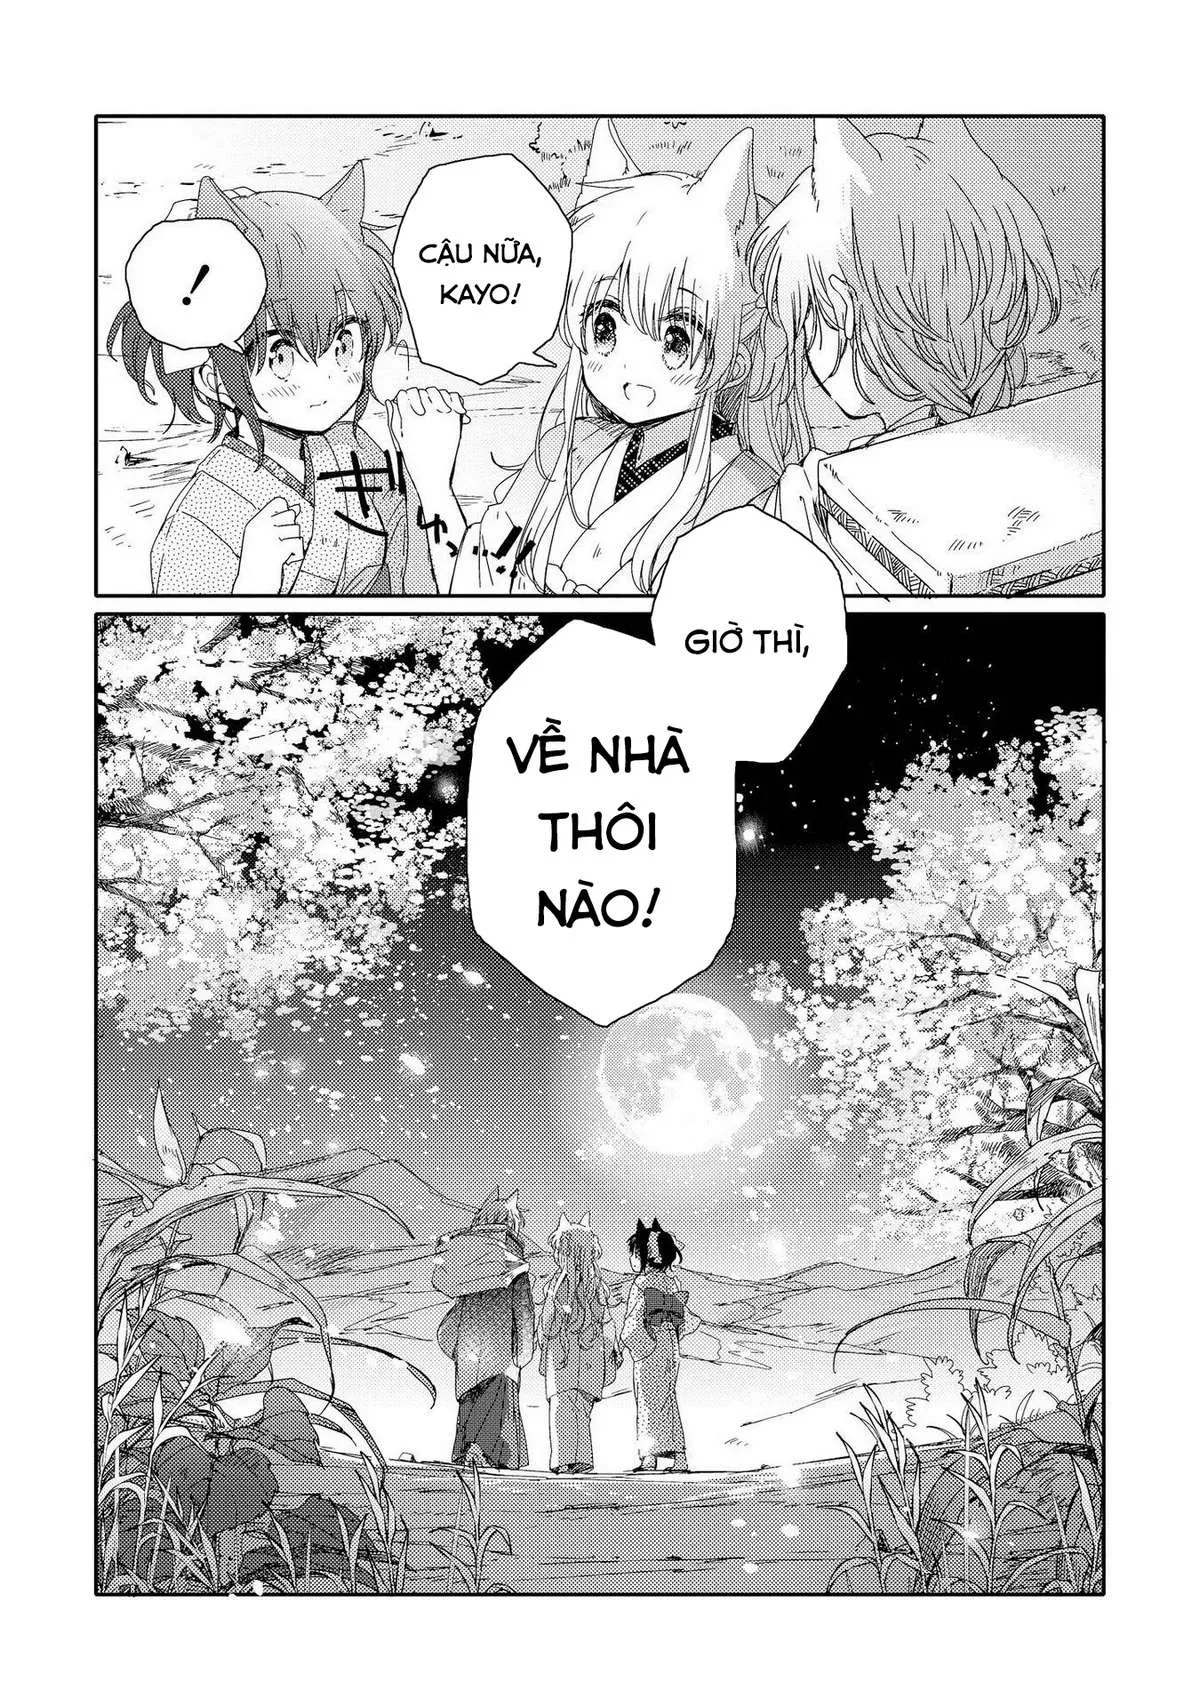 CẬU NỮA,
KAYO!
!
ギュッ
GIỜ THÌ,
VỀ NHÀ
THÔI
NÀO!